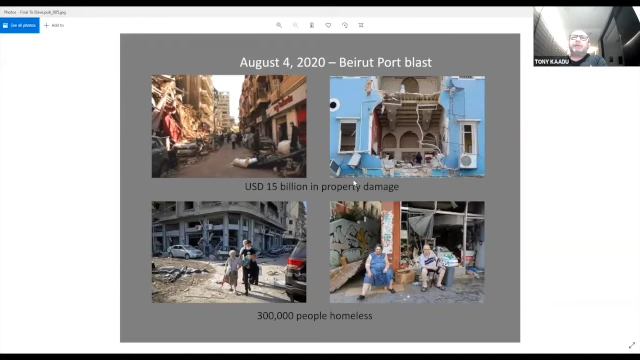 Photos - Final To Slave.pub_005.jpg
See all photos
Add to
August 4, 2020 – Beirut Port blast
USD 15 billion in property damage
300,000 people homeless
TONY KAADU